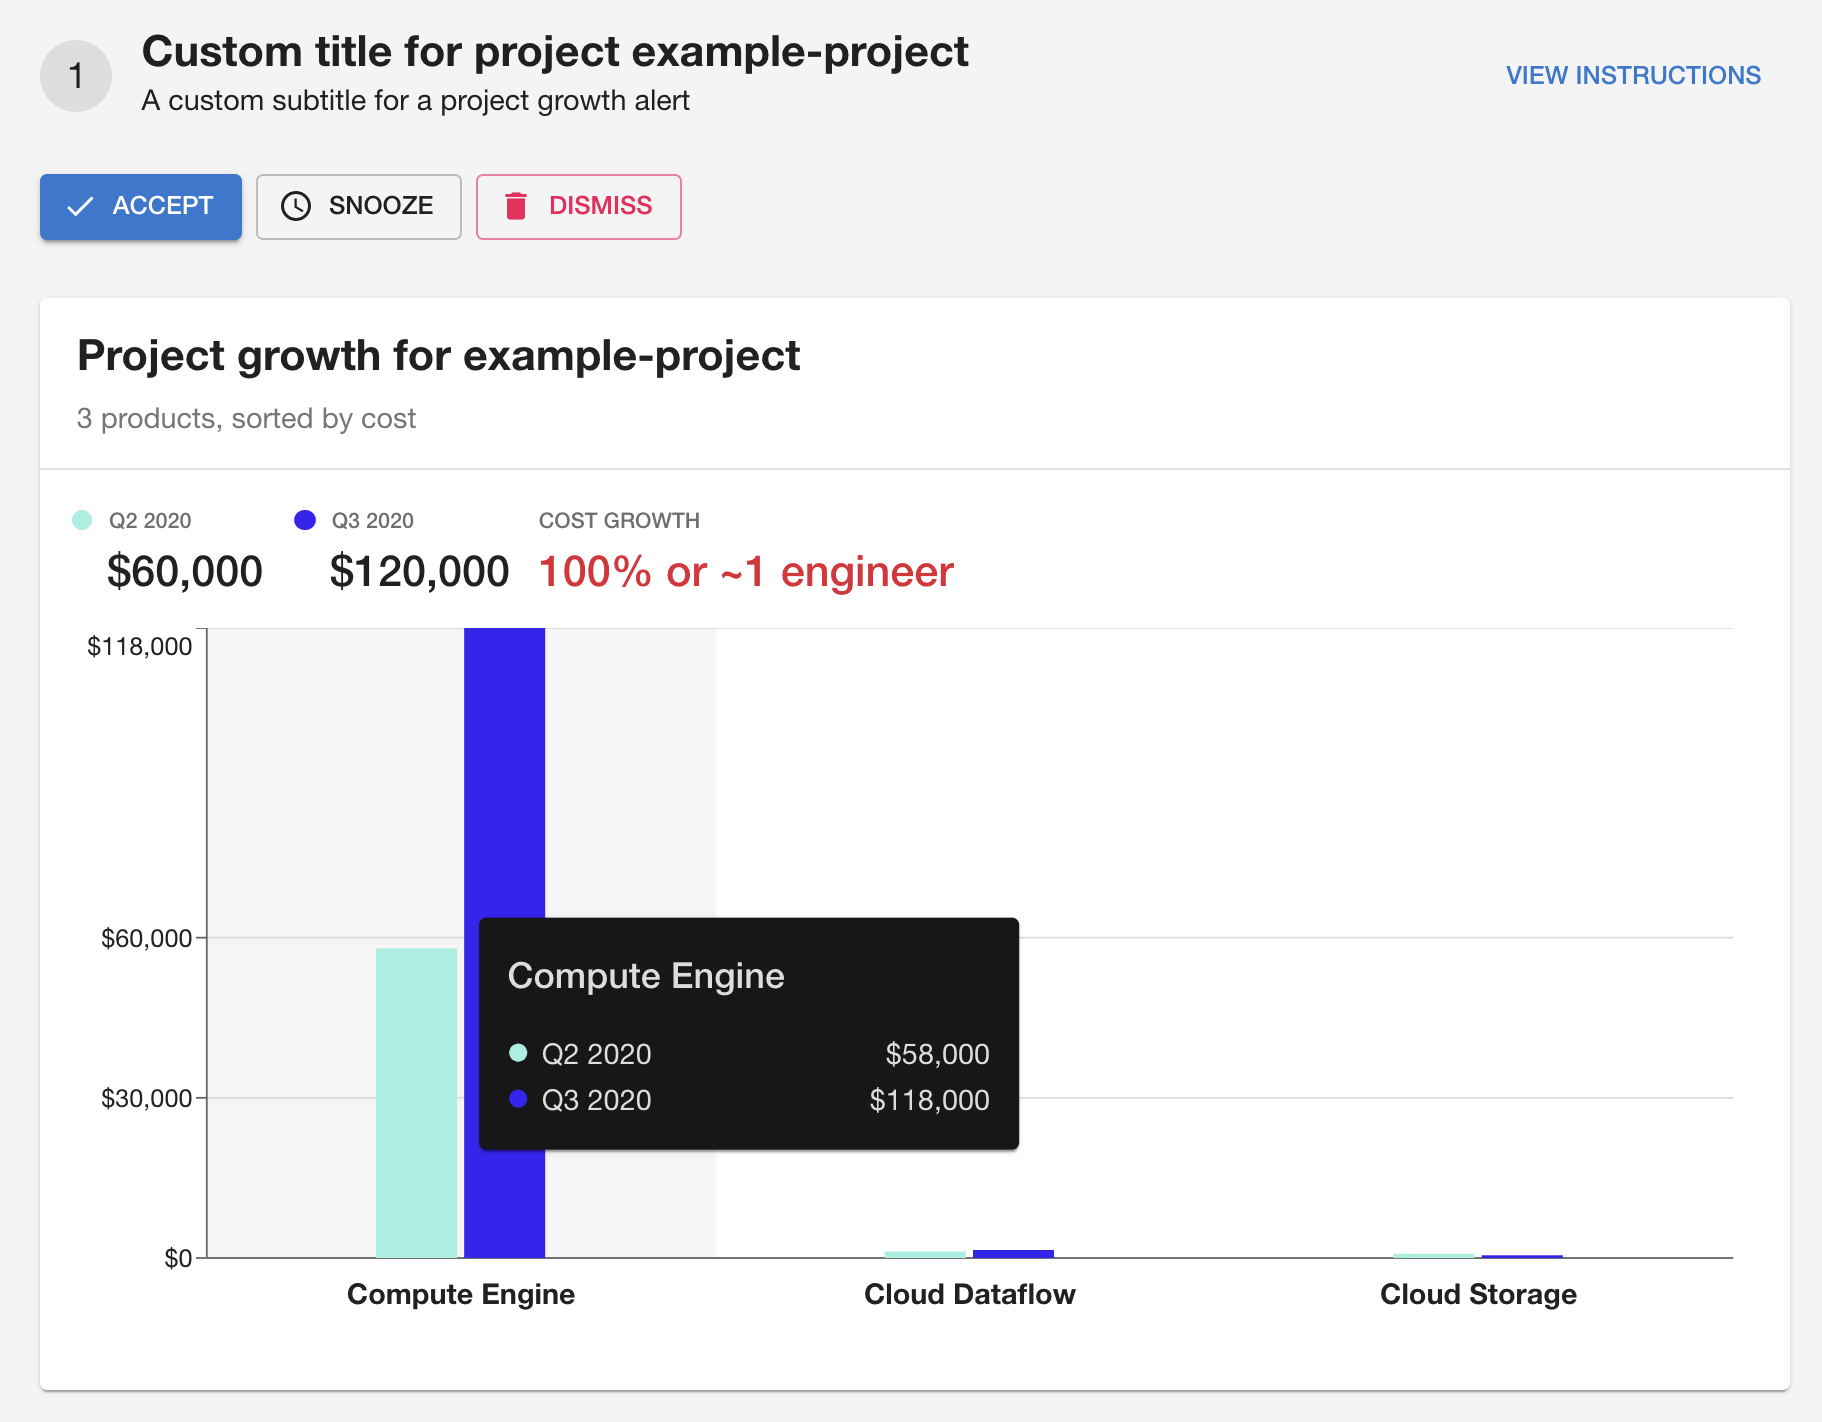 1
Custom title for project example-project
A custom subtitle for a project growth alert
VIEW INSTRUCTIONS
ACCEPT
SNOOZE
DISMISS
Project growth for example-project
3 products, sorted by cost
Q2 2020
$60,000
Q3 2020
$120,000
COST GROWTH
100% or ~1 engineer
$118,000
$60,000
$30,000
$0
Compute Engine
Q2 2020 $58,000
Q3 2020 $118,000
Compute Engine
Cloud Dataflow
Cloud Storage